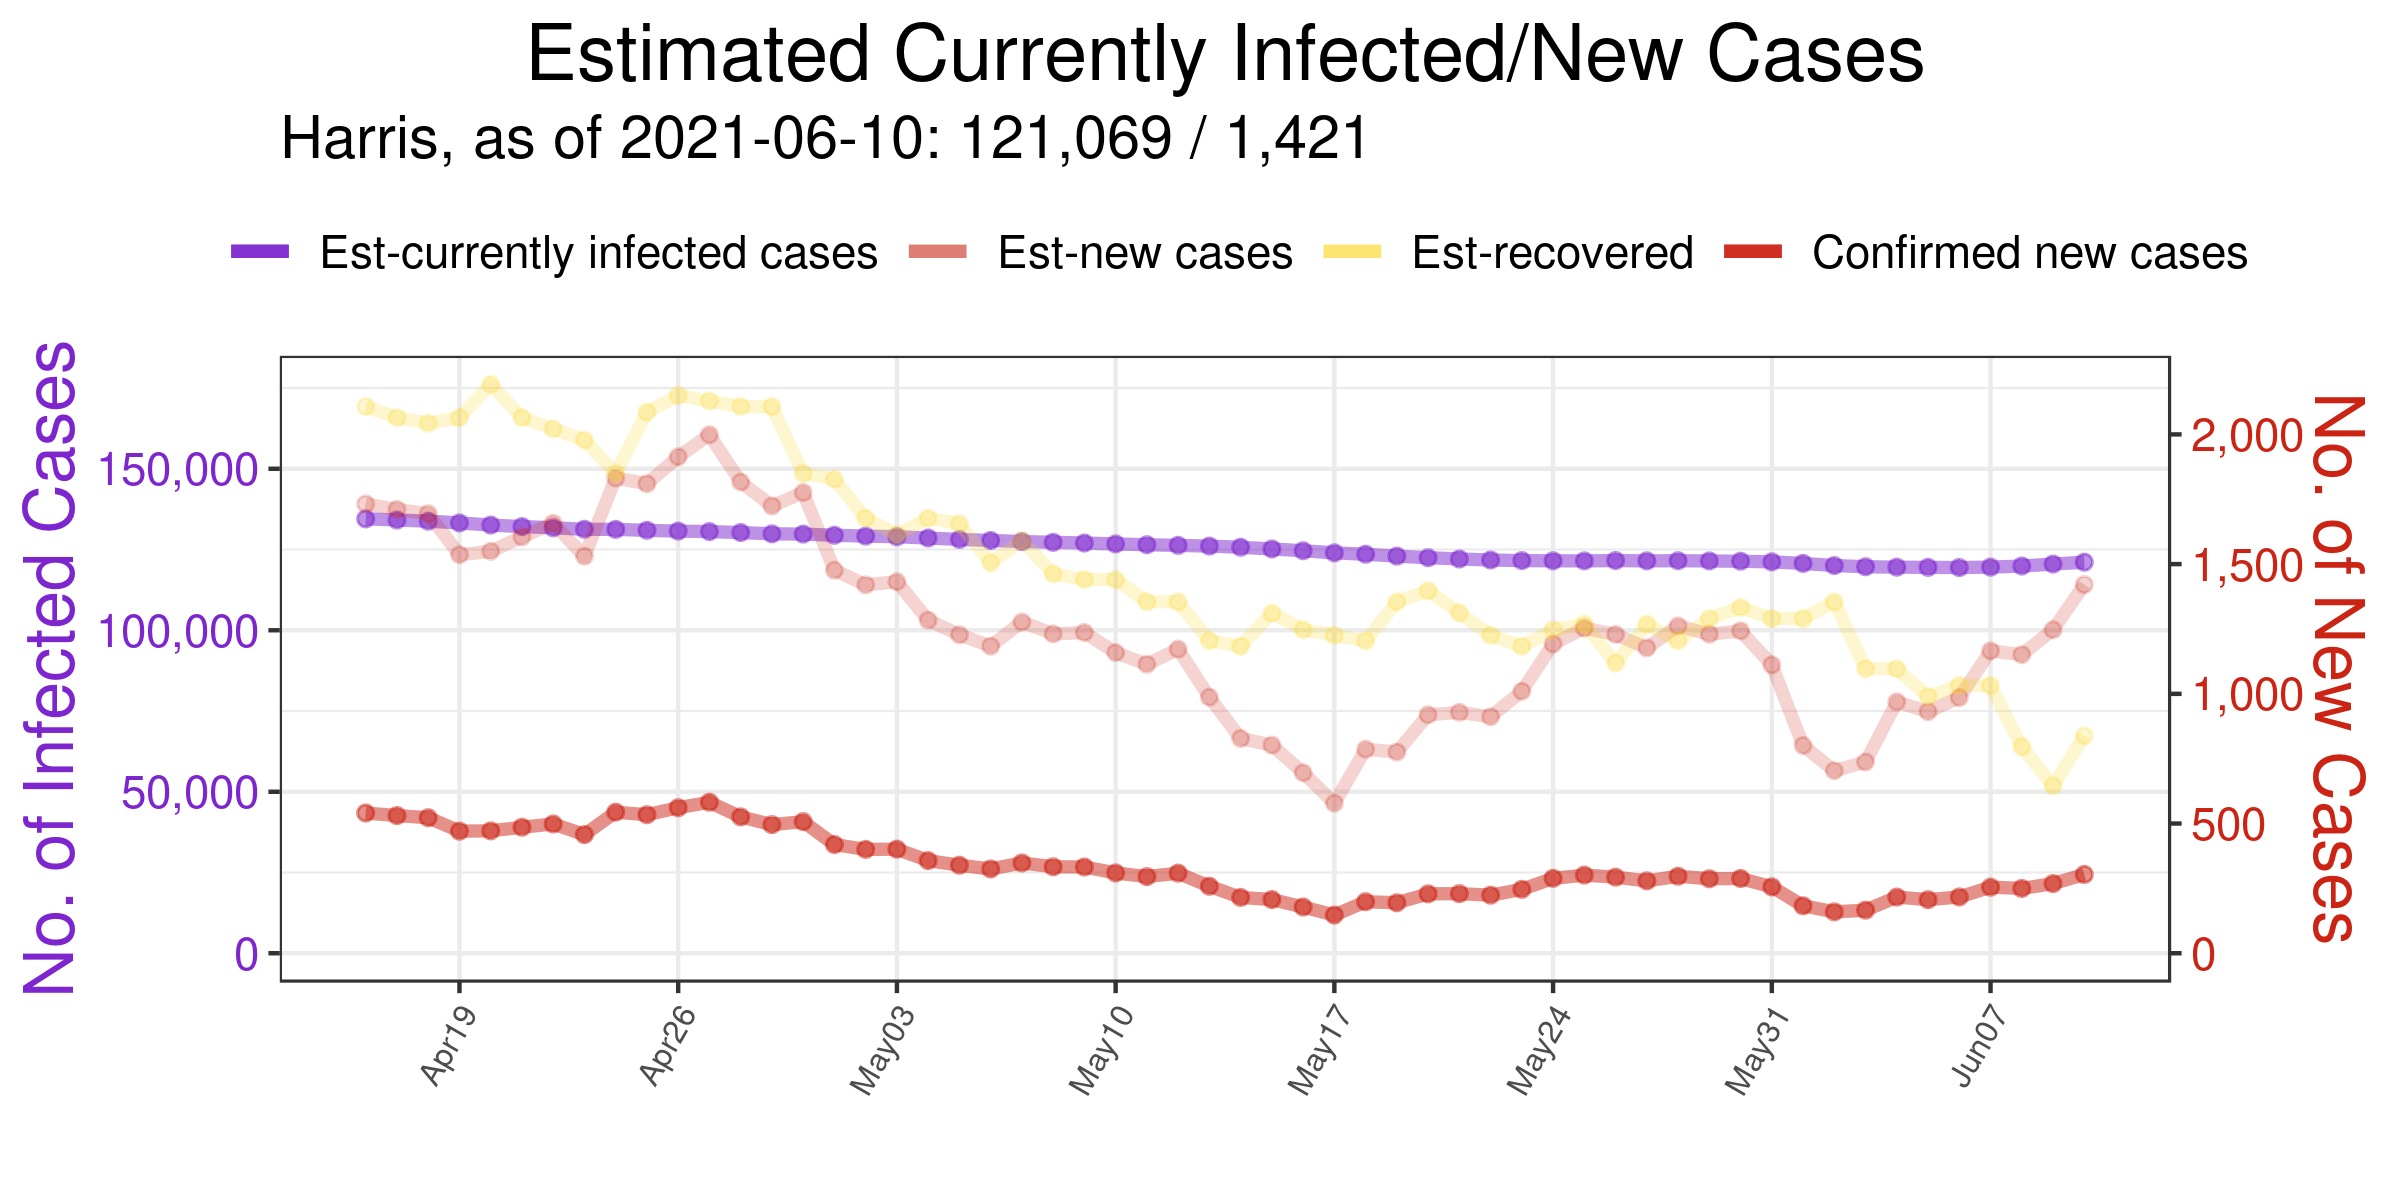 Estimated Currently Infected/New Cases
Harris, as of 2021-06-10: 121,069 / 1,421
Est-currently infected cases Est-new cases Est-recovered Confirmed new cases
No. of Infected Cases
150,000
100,000
50,000
0
2,000
1,500
1,000
500
0
No. of New Cases
Apr19 Apr26 May03 May10 May17 May24 May31 Jun07